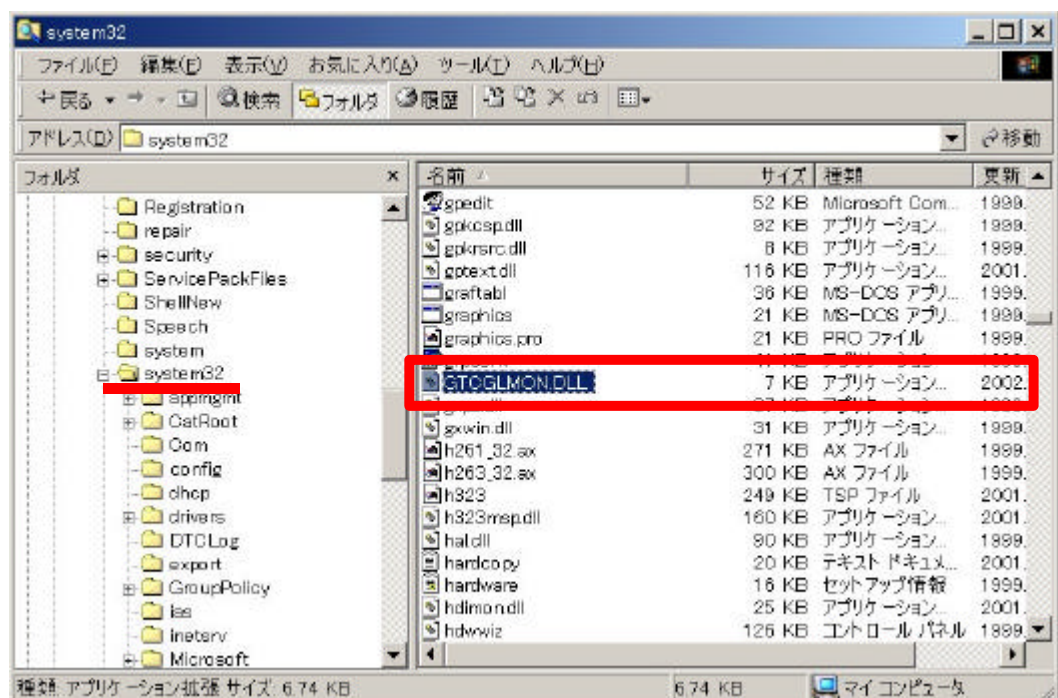 system32
ファイル(F) 編集(E) 表示(V) お気に入り(A) ツール(T) ヘルプ(H)
戻る 検索 フォルダ 履歴
アドレス(D) system32 移動
フォルダ
Registration
repair
security
ServicePackFiles
ShellNew
Speech
system
system32
appmgmt
CatRoot
Com
config
dhcp
drivers
DTCLog
export
GroupPolicy
ias
inetsrv
Microsoft
名前 サイズ 種類 更新
gpedit 52 KB Microsoft Com... 1999.
gpkcsp.dll 92 KB アプリケーション... 1999.
gpkrsrc.dll 6 KB アプリケーション... 1999.
gptext.dll 116 KB アプリケーション... 2001.
graftabl 36 KB MS-DOS アプリ... 1999.
graphics 21 KB MS-DOS アプリ... 1999.
graphics.pro 21 KB PRO ファイル 1999.
GTCGLMON.DLL 7 KB アプリケーション... 2002.
gxwin.dll 31 KB アプリケーション... 1999.
h261_32.ax 271 KB AX ファイル 1999.
h263_32.ax 300 KB AX ファイル 1999.
h323 249 KB TSP ファイル 2001.
h323msp.dll 160 KB アプリケーション... 2001.
hal.dll 90 KB アプリケーション... 1999.
hardcopy 20 KB テキスト ドキュメ... 2001.
hardware 16 KB セットアップ情報 1999.
hdlmon.dll 25 KB アプリケーション... 2001.
hdwwiz 126 KB コントロール パネル 1999.
種類: アプリケーション拡張 サイズ: 6.74 KB 6.74 KB マイ コンピュータ